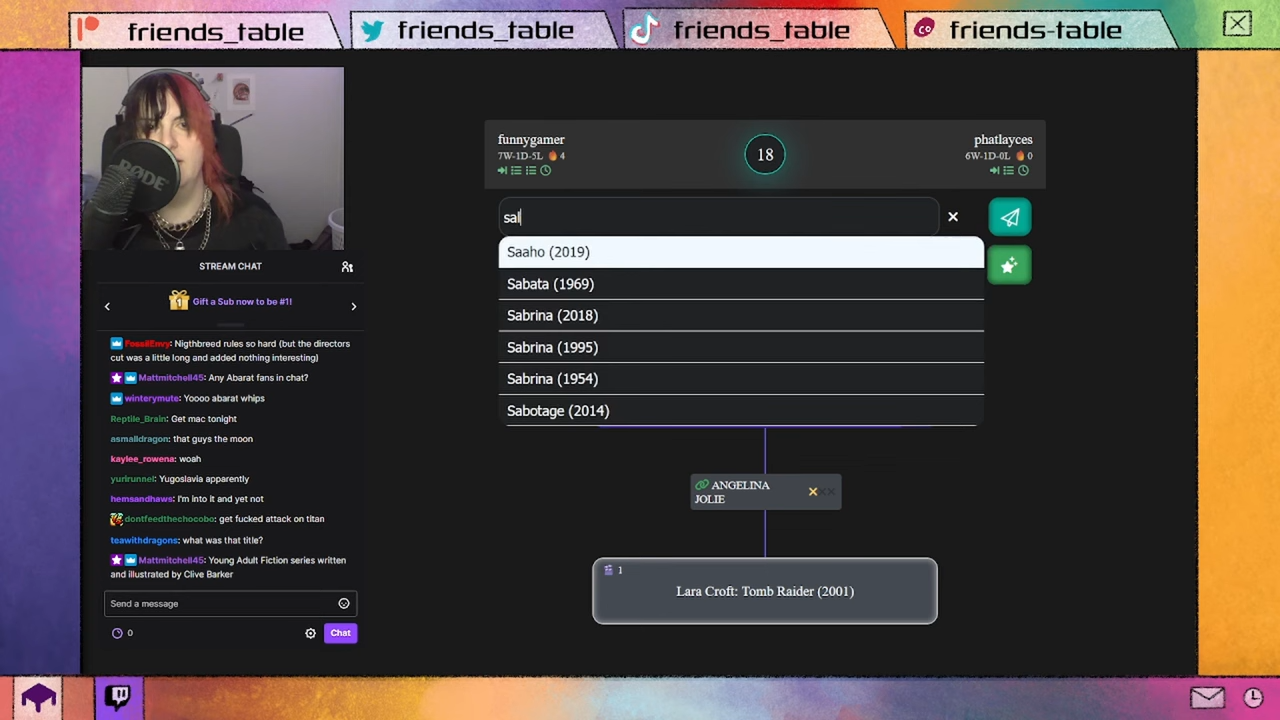 friends_table
friends_table
friends_table
friends-table
RØDE
STREAM CHAT
1
Gift a Sub now to be #1!
FossilEnvy: Nigthbreed rules so hard (but the directors
cut was a little long and added nothing interesting)
Mattmitchell45: Any Abarat fans in chat?
winterymute: Yoooo abarat whips
Reptile_Brain: Get mac tonight
asmalldragon: that guys the moon
kaylee_rowena: woah
yurirunnel: Yugoslavia apparently
hemsandhaws: I'm into it and yet not
dontfeedthechocobo: get fucked attack on titan
teawithdragons: what was that title?
Mattmitchell45: Young Adult Fiction series written
and illustrated by Clive Barker
Send a message
0
Chat
funnygamer
7W-1D-5L 4
18
phatlayces
6W-1D-0L 0
sal
Saaho (2019)
Sabata (1969)
Sabrina (2018)
Sabrina (1995)
Sabrina (1954)
Sabotage (2014)
ANGELINA
JOLIE
1
Lara Croft: Tomb Raider (2001)